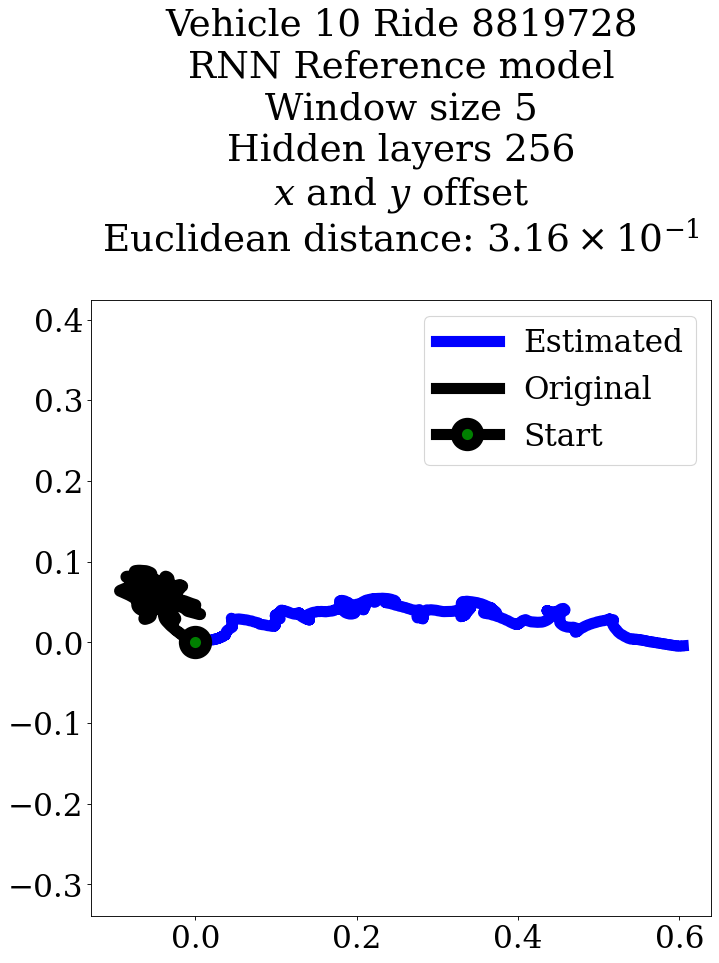 Vehicle 10 Ride 8819728
RNN Reference model
Window size 5
Hidden layers 256
x and y offset
Euclidean distance: 3.16 × 10⁻¹
Estimated
Original
Start
0.4
0.3
0.2
0.1
0.0
−0.1
−0.2
−0.3
0.0 0.2 0.4 0.6